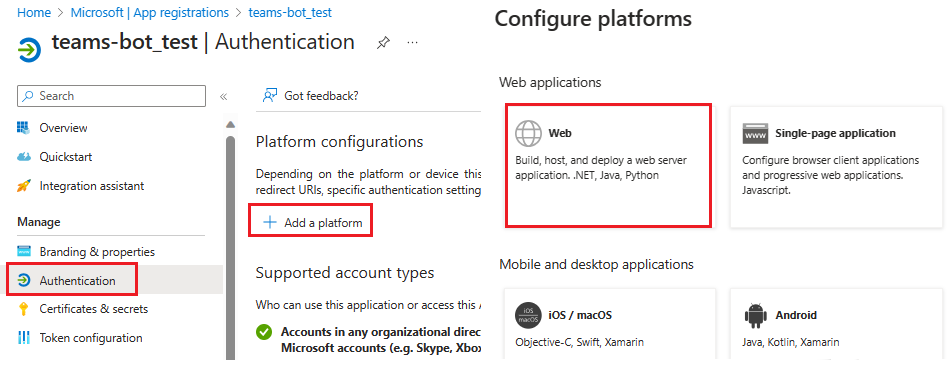 Home > Microsoft | App registrations > teams-bot_test
teams-bot_test | Authentication
Search
Overview
Quickstart
Integration assistant
Manage
Branding & properties
Authentication
Certificates & secrets
Token configuration
Got feedback?
Platform configurations
Depending on the platform or device this
redirect URIs, specific authentication setting
Add a platform
Supported account types
Who can use this application or access this A
Accounts in any organizational direc
Microsoft accounts (e.g. Skype, Xbox
Configure platforms
Web applications
Web
Build, host, and deploy a web server
application. .NET, Java, Python
www
Single-page application
Configure browser client applications
and progressive web applications.
Javascript.
Mobile and desktop applications
iOS
macOS
iOS / macOS
Objective-C, Swift, Xamarin
Android
Java, Kotlin, Xamarin